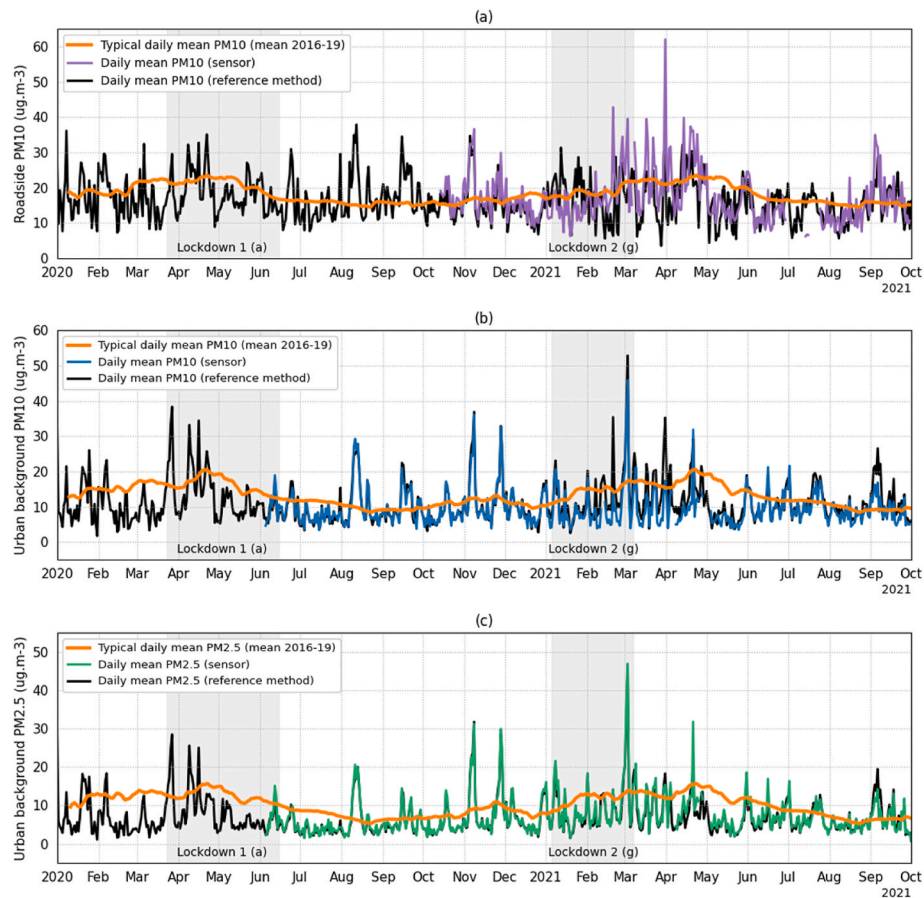 (a)
Roadside PM10 (ug.m-3)
60
50
40
30
20
10
0
Typical daily mean PM10 (mean 2016-19)
Daily mean PM10 (sensor)
Daily mean PM10 (reference method)
Lockdown 1 (a)
Lockdown 2 (g)
2020 Feb Mar Apr May Jun Jul Aug Sep Oct Nov Dec 2021 Feb Mar Apr May Jun Jul Aug Sep Oct
2021
(b)
Urban background PM10 (ug.m-3)
60
50
40
30
20
10
0
Typical daily mean PM10 (mean 2016-19)
Daily mean PM10 (sensor)
Daily mean PM10 (reference method)
Lockdown 1 (a)
Lockdown 2 (g)
2020 Feb Mar Apr May Jun Jul Aug Sep Oct Nov Dec 2021 Feb Mar Apr May Jun Jul Aug Sep Oct
2021
(c)
Urban background PM2.5 (ug.m-3)
50
40
30
20
10
0
Typical daily mean PM2.5 (mean 2016-19)
Daily mean PM2.5 (sensor)
Daily mean PM2.5 (reference method)
Lockdown 1 (a)
Lockdown 2 (g)
2020 Feb Mar Apr May Jun Jul Aug Sep Oct Nov Dec 2021 Feb Mar Apr May Jun Jul Aug Sep Oct
2021